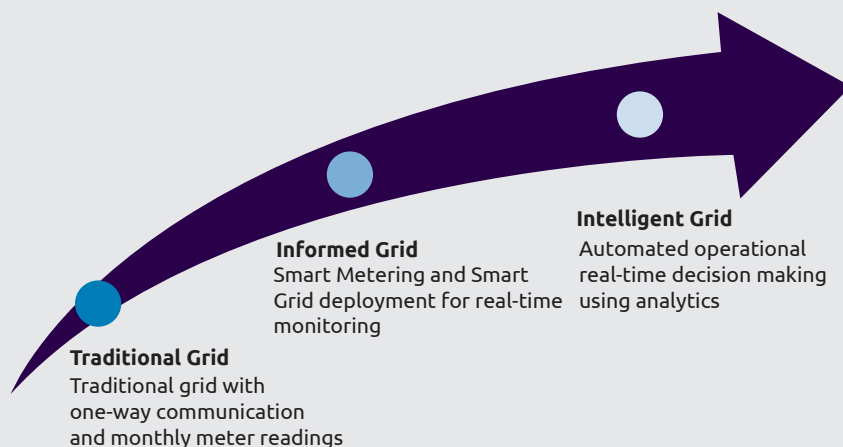 Traditional Grid
Traditional grid with
one-way communication
and monthly meter readings
Informed Grid
Smart Metering and Smart
Grid deployment for real-time
monitoring
Intelligent Grid
Automated operational
real-time decision making
using analytics